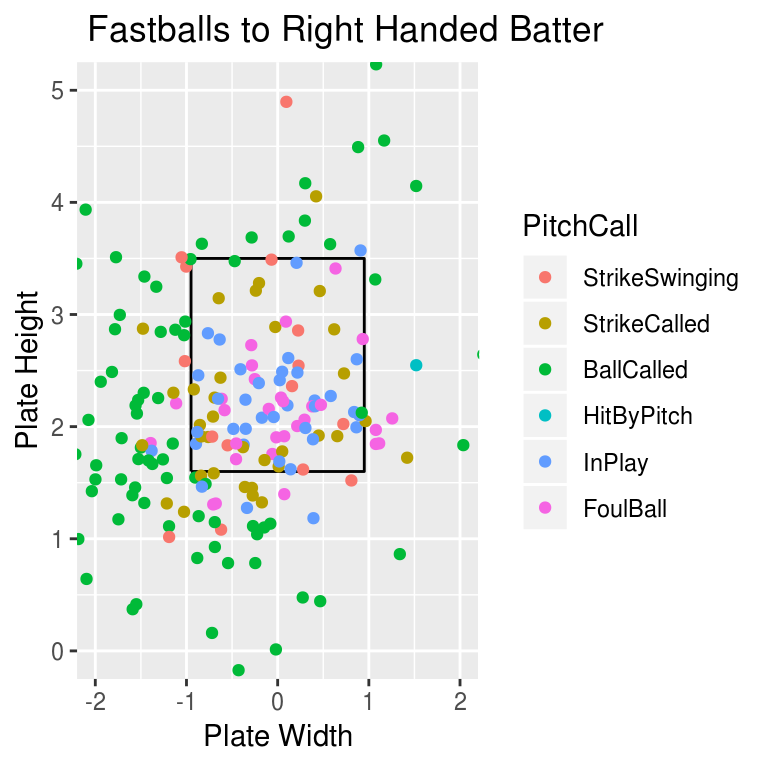 Fastballs to Right Handed Batter
5
4
3
2
1
0
Plate Height
-2
-1
0
1
2
Plate Width
PitchCall
StrikeSwinging
StrikeCalled
BallCalled
HitByPitch
InPlay
FoulBall